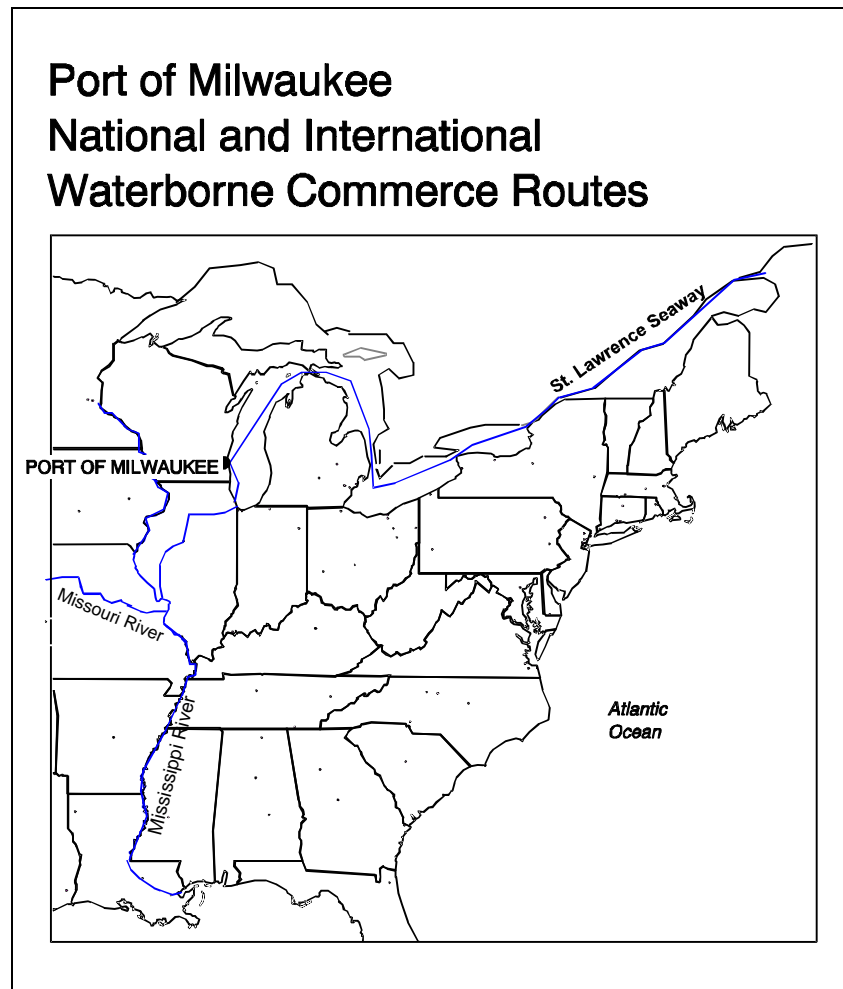 Port of Milwaukee
National and International
Waterborne Commerce Routes
St. Lawrence Seaway
PORT OF MILWAUKEE
Missouri River
Mississippi River
Atlantic
Ocean